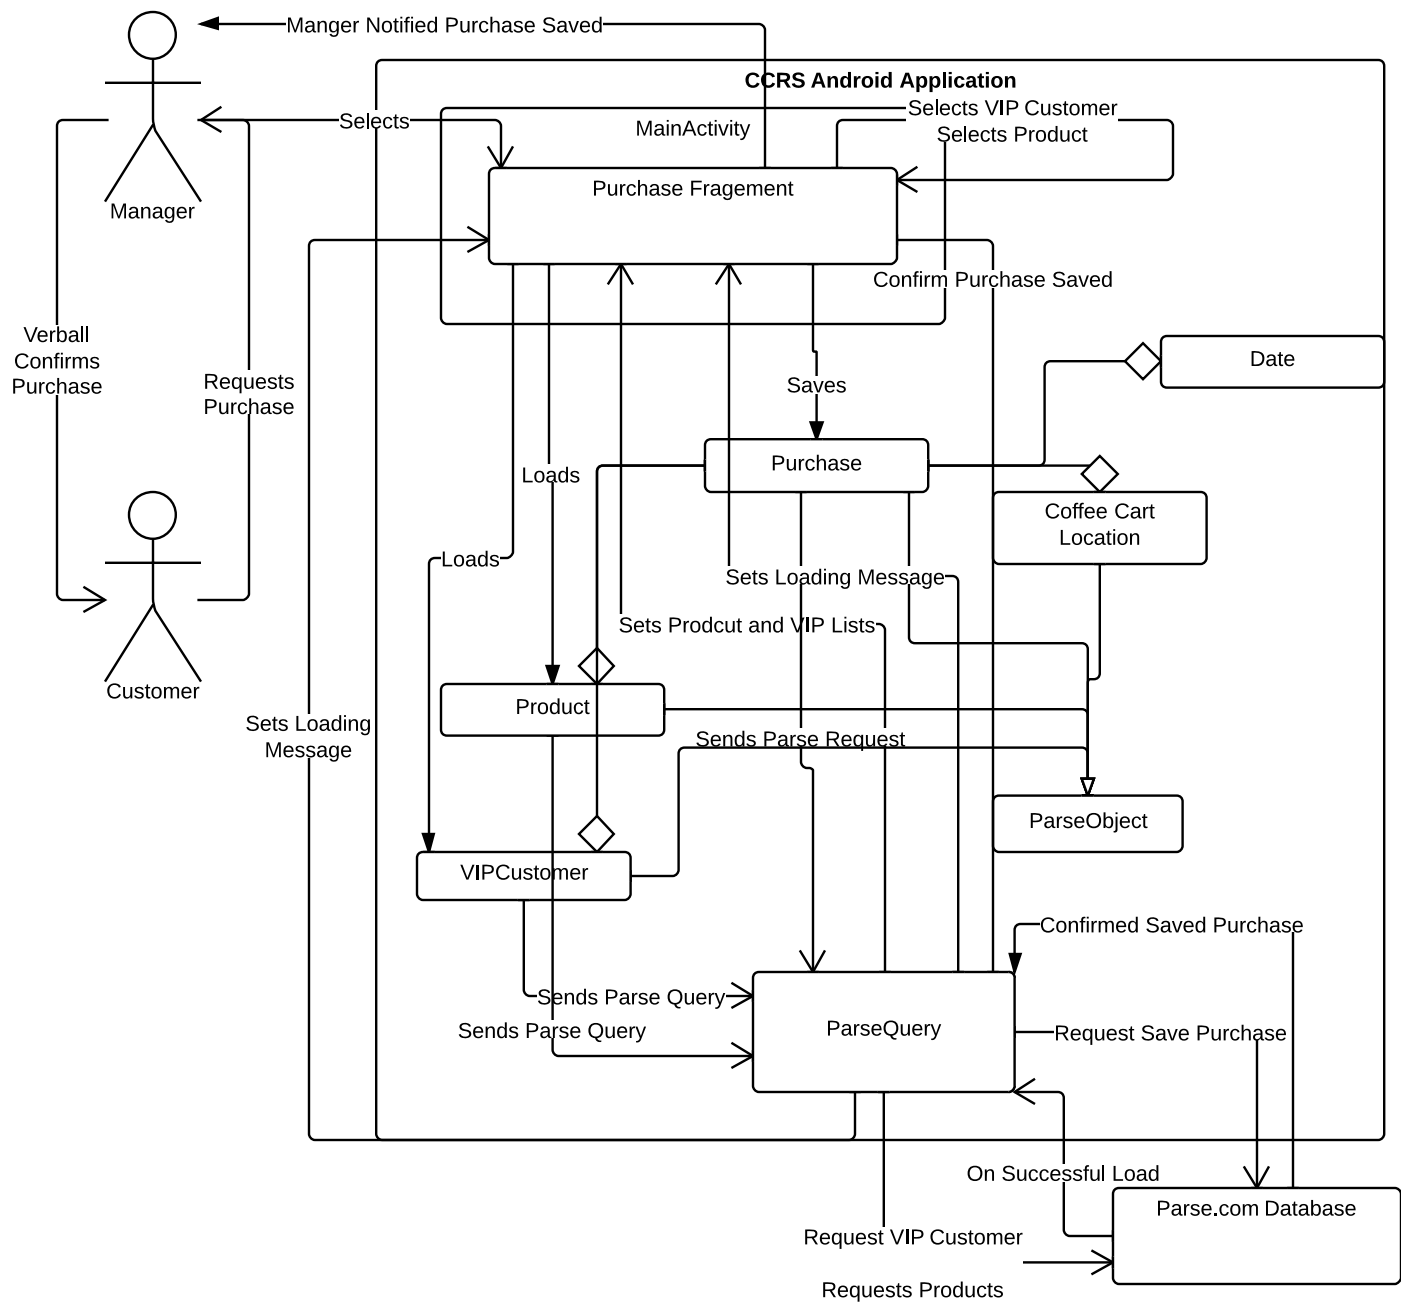 Manger Notified Purchase Saved
CCRS Android Application
Selects VIP Customer
Selects Product
Selects
MainActivity
Purchase Fragement
Manager
Confirm Purchase Saved
Verball
Confirms
Purchase
Requests
Purchase
Date
Saves
Purchase
Loads
Coffee Cart
Location
Loads
Sets Loading Message
Sets Prodcut and VIP Lists
Customer
Product
Sets Loading
Message
Sends Parse Request
ParseObject
VIPCustomer
Confirmed Saved Purchase
Sends Parse Query
Sends Parse Query
ParseQuery
Request Save Purchase
On Successful Load
Parse.com Database
Request VIP Customer
Requests Products